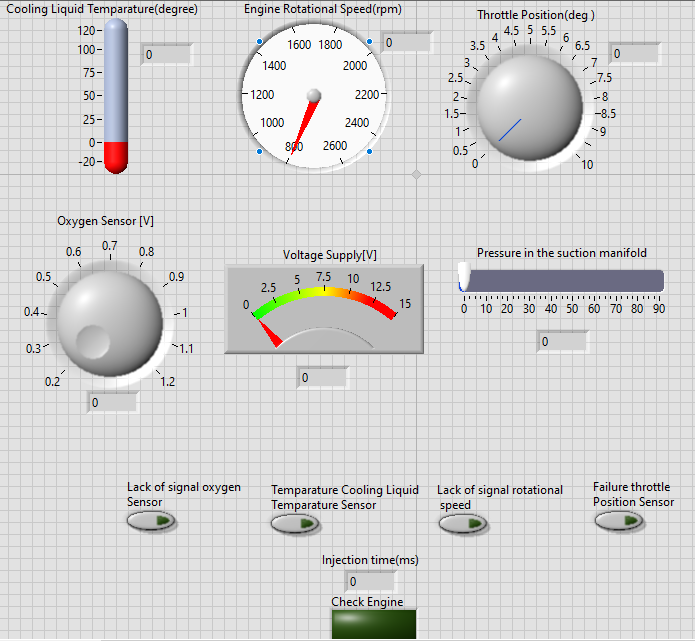 Cooling Liquid Temparature(degree)
0
120
100
75
50
25
0
-20
Engine Rotational Speed(rpm)
0
1600 1800
1400 2000
1200 2200
1000 2400
800 2600
Throttle Position(deg )
0
4 4.5 5 5.5 6
3.5 6.5
3 7
2.5 7.5
2 8
1.5 8.5
1 9
0.5
0 10
Oxygen Sensor [V]
0.7
0.6 0.8
0.5 0.9
0.4 1
0.3 1.1
0.2 1.2
0
Voltage Supply[V]
0 2.5 5 7.5 10 12.5 15
0
Pressure in the suction manifold
0 10 20 30 40 50 60 70 80 90
0
Lack of signal oxygen
Sensor
Temparature Cooling Liquid
Temparature Sensor
Lack of signal rotational
speed
Failure throttle
Position Sensor
Injection time(ms)
0
Check Engine